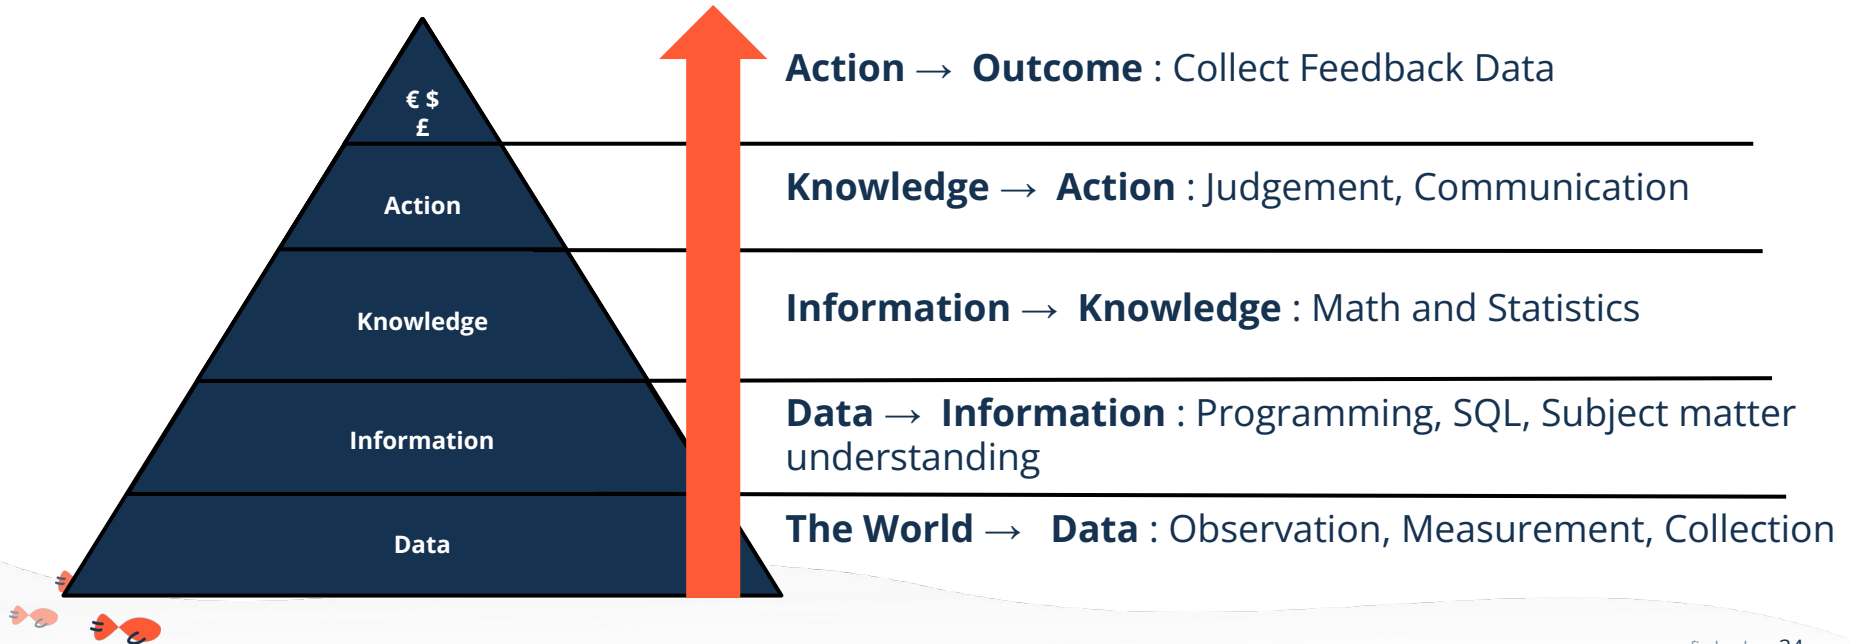 € $
£
Action → Outcome : Collect Feedback Data
Action
Knowledge → Action : Judgement, Communication
Knowledge
Information → Knowledge : Math and Statistics
Information
Data → Information : Programming, SQL, Subject matter
understanding
Data
The World → Data : Observation, Measurement, Collection